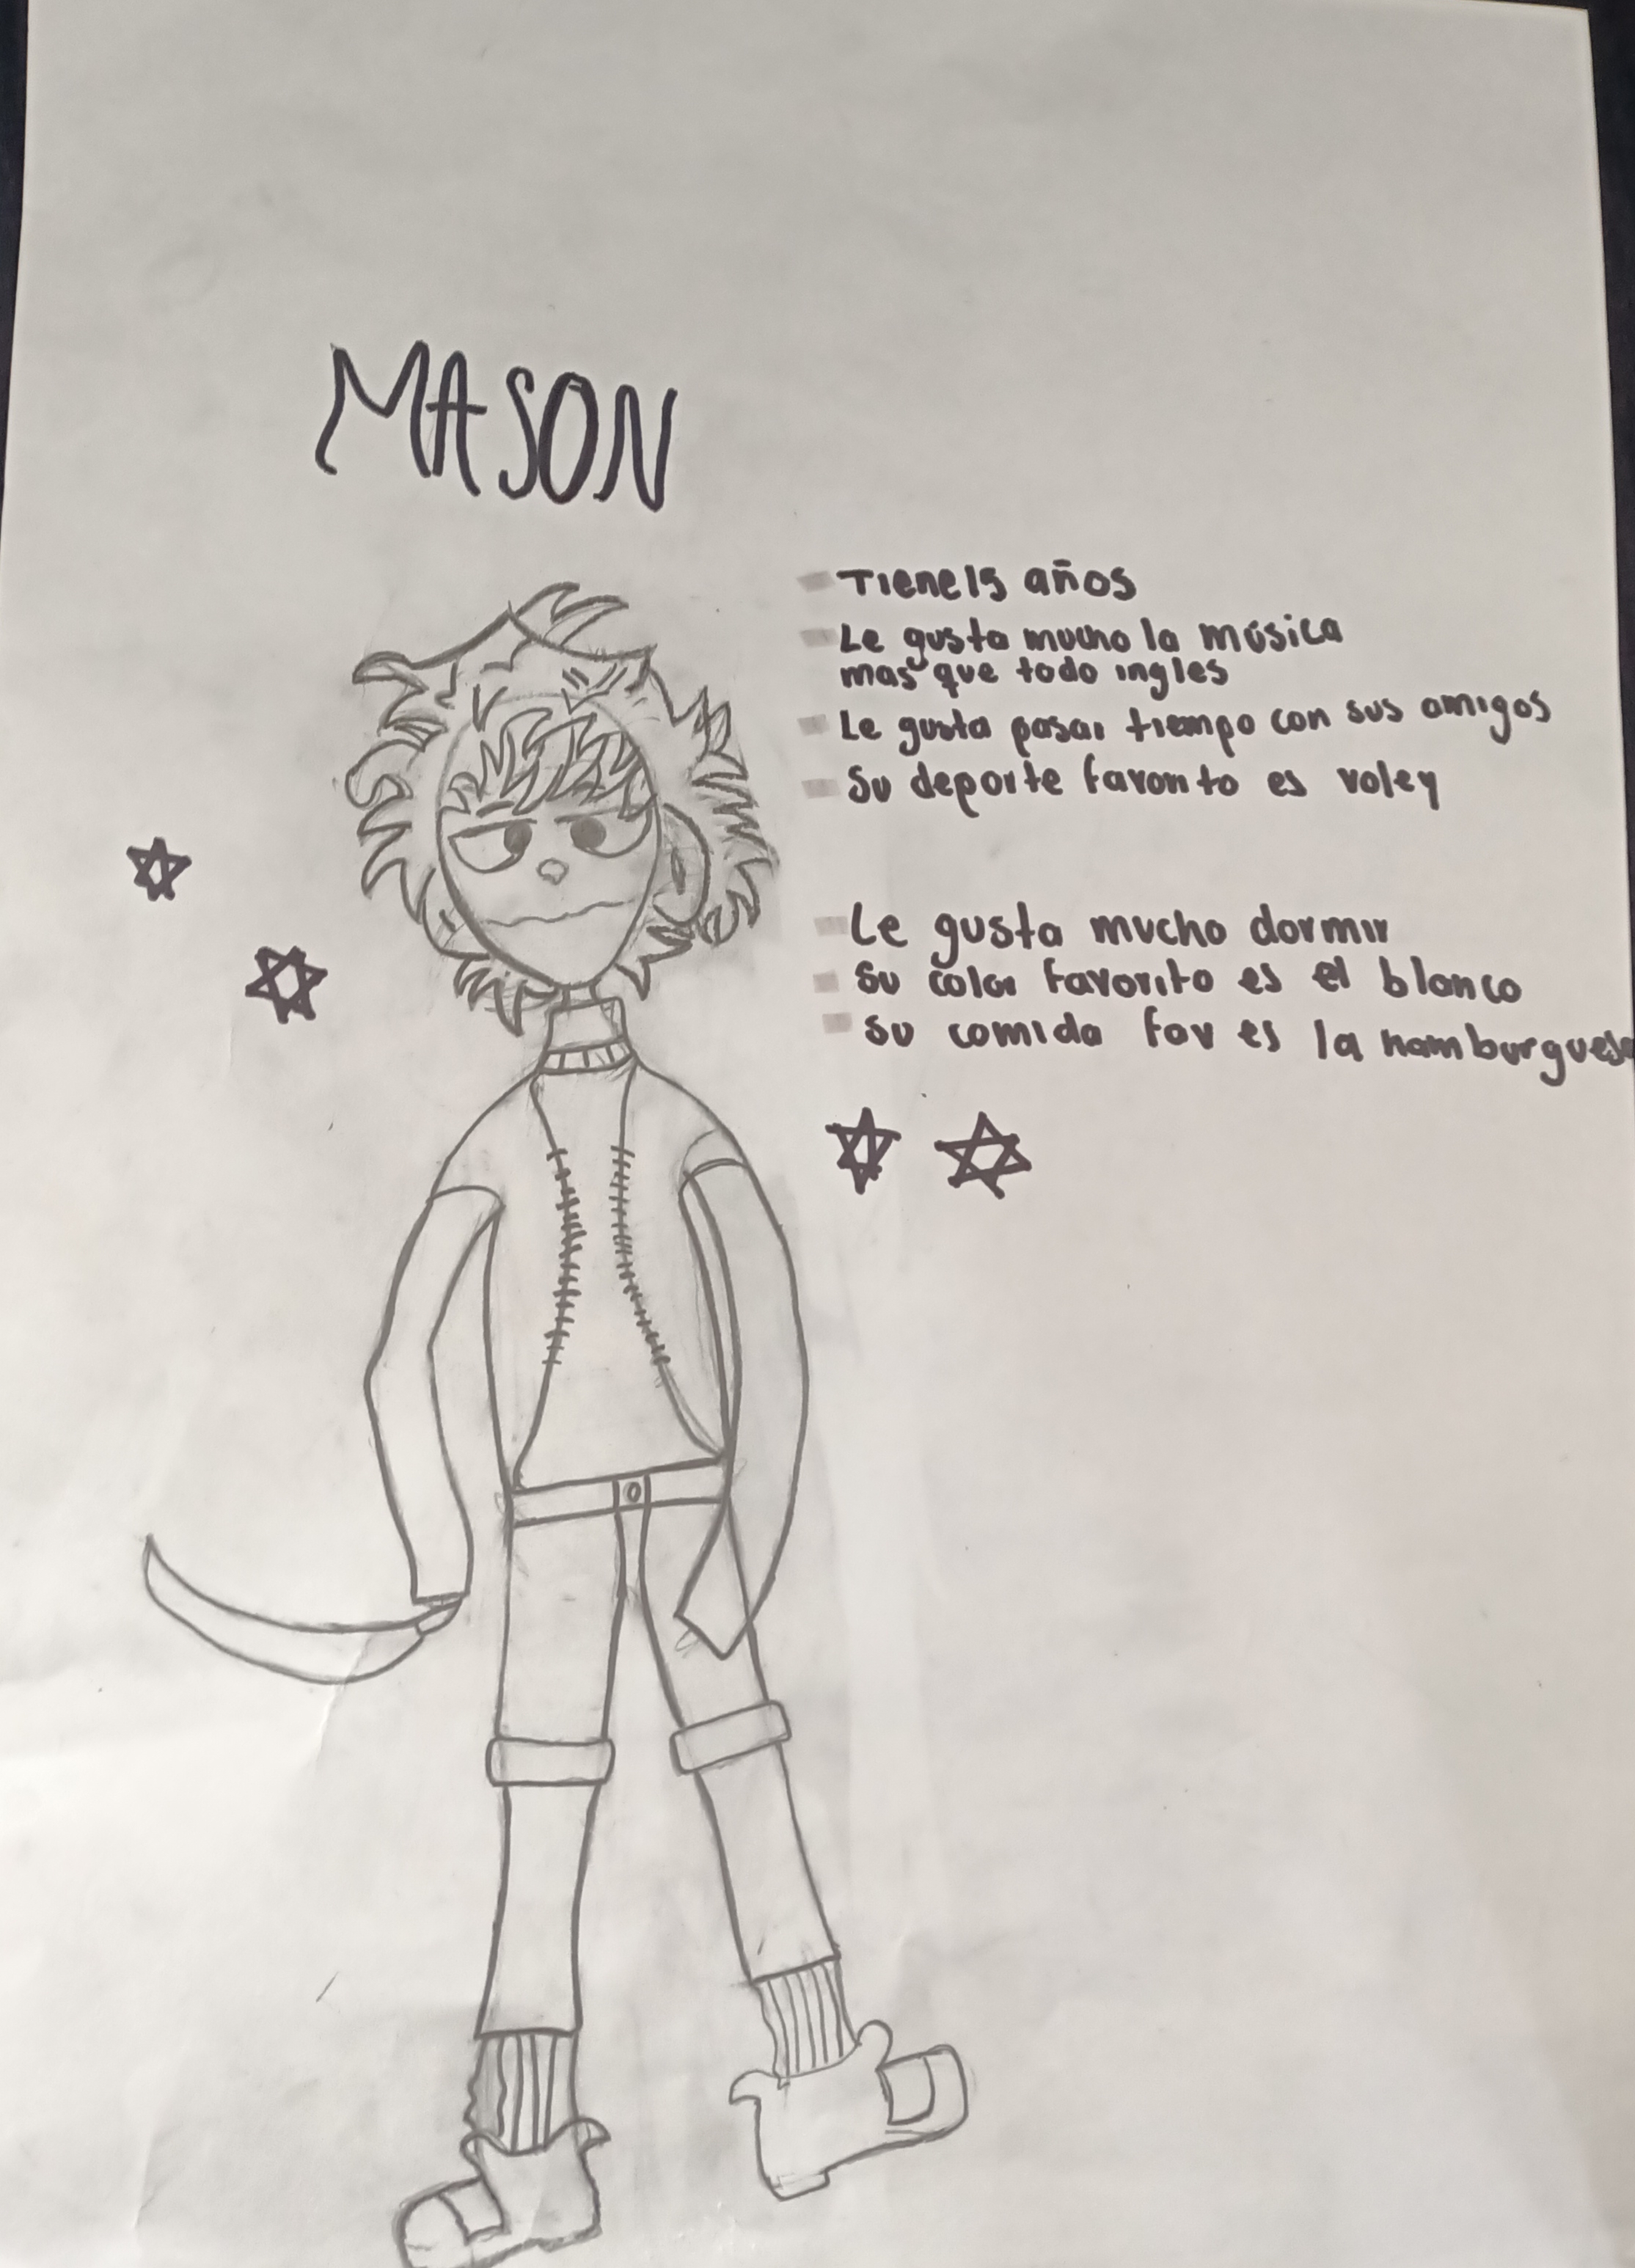 MASON
Tiene 15 años
Le gusta mucho la música
mas que todo ingles
Le gusta pasar tiempo con sus amigos
Su deporte favorito es voley
Le gusta mucho dormir
Su color favorito es el blanco
Su comida fav es la hamburguesa